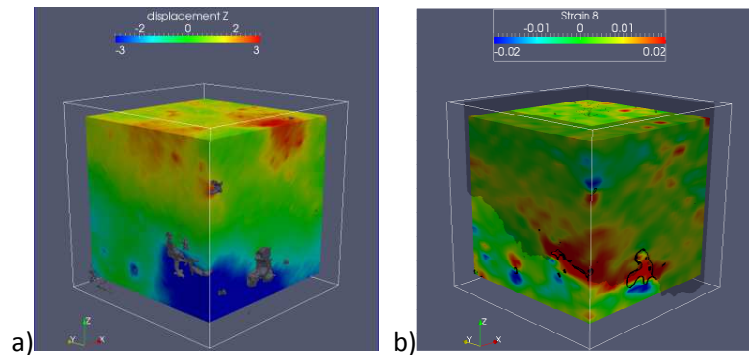 displacement Z
-2 0 2
-3 3
Z
Y X
a)
Strain 8
-0.01 0 0.01
-0.02 0.02
Z
Y X
b)